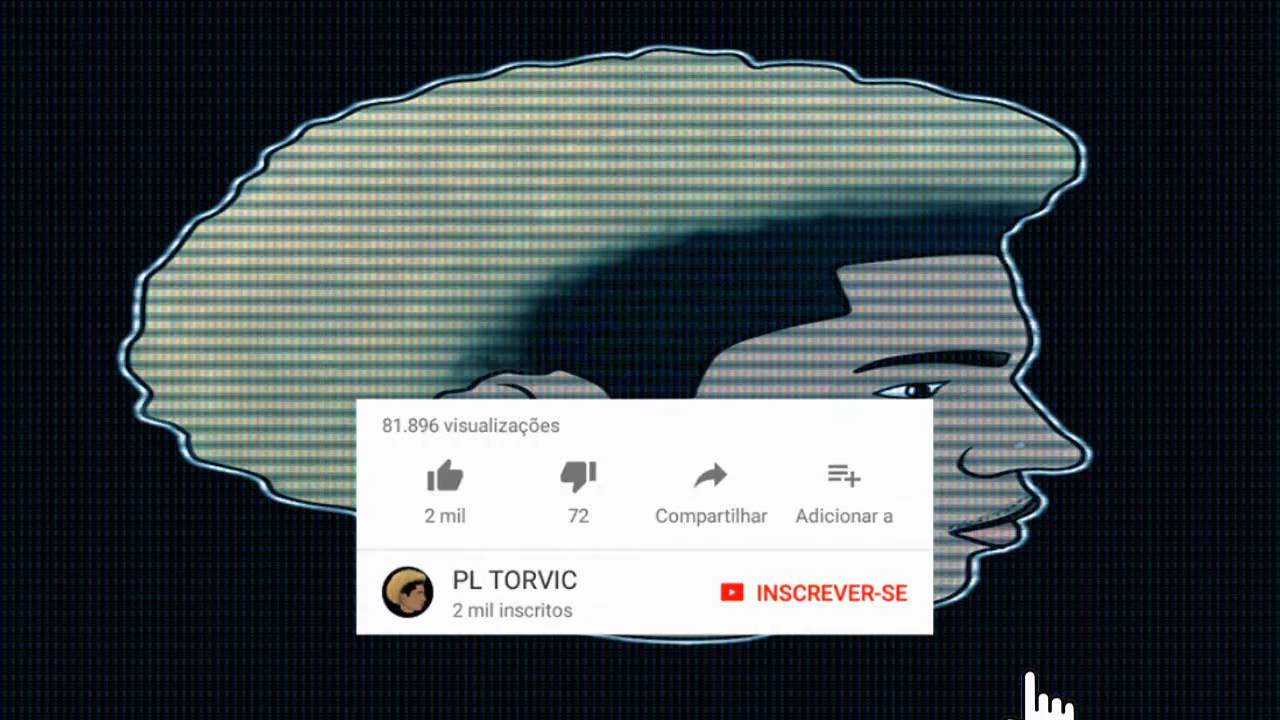 81.896 visualizações
2 mil 72 Compartilhar Adicionar a
PL TORVIC
2 mil inscritos
INSCREVER-SE